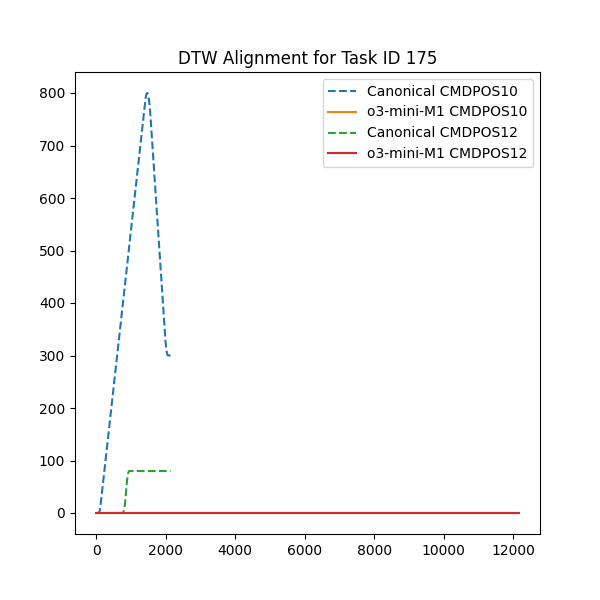 DTW Alignment for Task ID 175
Canonical CMDPOS10
o3-mini-M1 CMDPOS10
Canonical CMDPOS12
o3-mini-M1 CMDPOS12
800
700
600
500
400
300
200
100
0
0 2000 4000 6000 8000 10000 12000